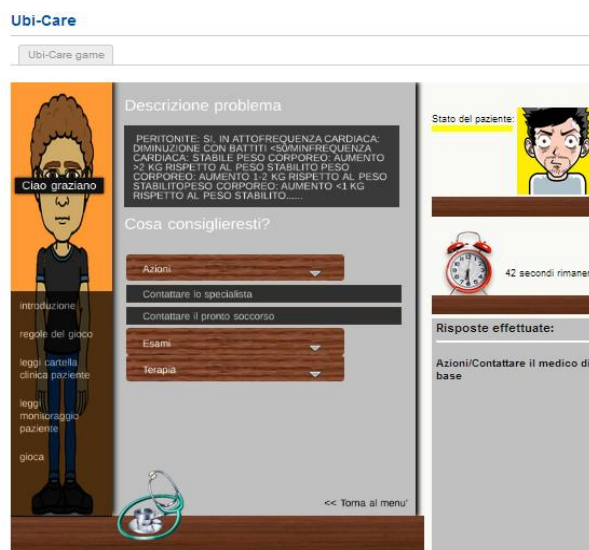 Ubi-Care
Ubi-Care game
Ciao graziano
introduzione
regole del gioco
leggi cartella
clinica paziente
leggi
monitoraggio
paziente
gioca
Descrizione problema
PERITONITE: SI, IN ATTOFREQUENZA CARDIACA:
DIMINUZIONE CON BATTITI <50/MINFREQUENZA
CARDIACA: STABILE PESO CORPOREO: AUMENTO
>2 KG RISPETTO AL PESO STABILITO PESO
CORPOREO: AUMENTO 1-2 KG RISPETTO AL PESO
STABILITOPESO CORPOREO: AUMENTO <1 KG
RISPETTO AL PESO STABILITO......
Cosa consiglieresti?
Azioni
Contattare lo specialista
Contattare il pronto soccorso
Esami
Terapia
<< Torna al menu'
Stato del paziente:
42 secondi rimaner
Risposte effettuate:
Azioni/Contattare il medico di
base